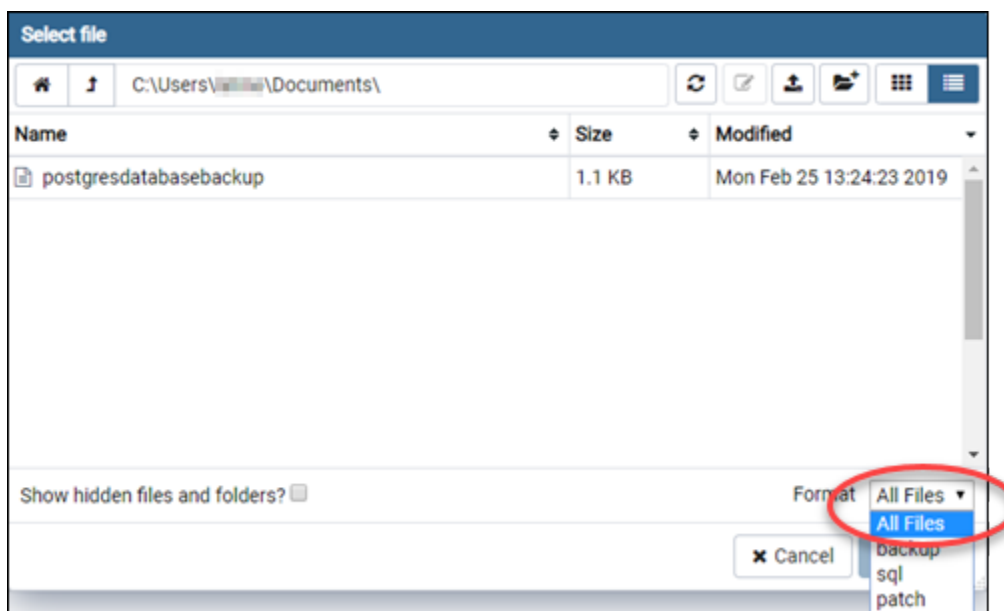 Select file
C:\Users\ \Documents\
Name Size Modified
postgresdatabasebackup 1.1 KB Mon Feb 25 13:24:23 2019
Show hidden files and folders? Format All Files
All Files
Cancel backup
sql
patch